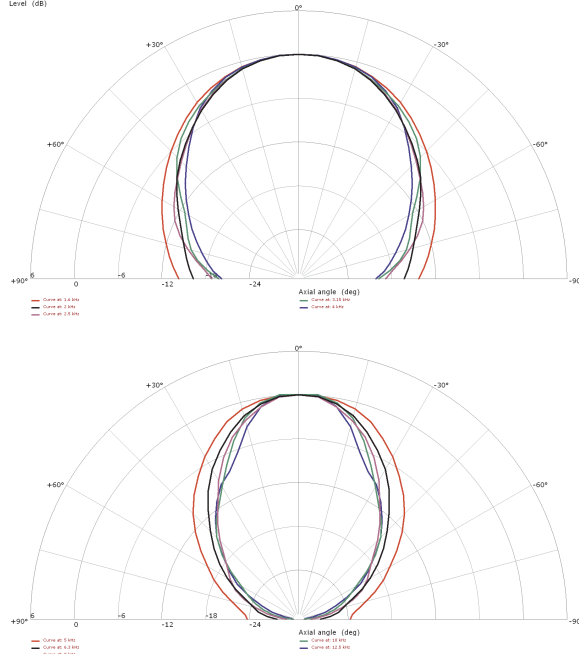 Level (dB)
0°
+30° -30°
+60° -60°
+90° 6 0 -6 -12 -24 -90
Axial angle (deg)
Curve at: 1.6 kHz Curve at: 3.15 kHz
Curve at: 2 kHz Curve at: 4 kHz
Curve at: 2.5 kHz
0°
+30° -30°
+60° -60°
+90° 6 0 -6 -12 -18 -24 -90
Axial angle (deg)
Curve at: 5 kHz Curve at: 10 kHz
Curve at: 6.3 kHz Curve at: 12.5 kHz